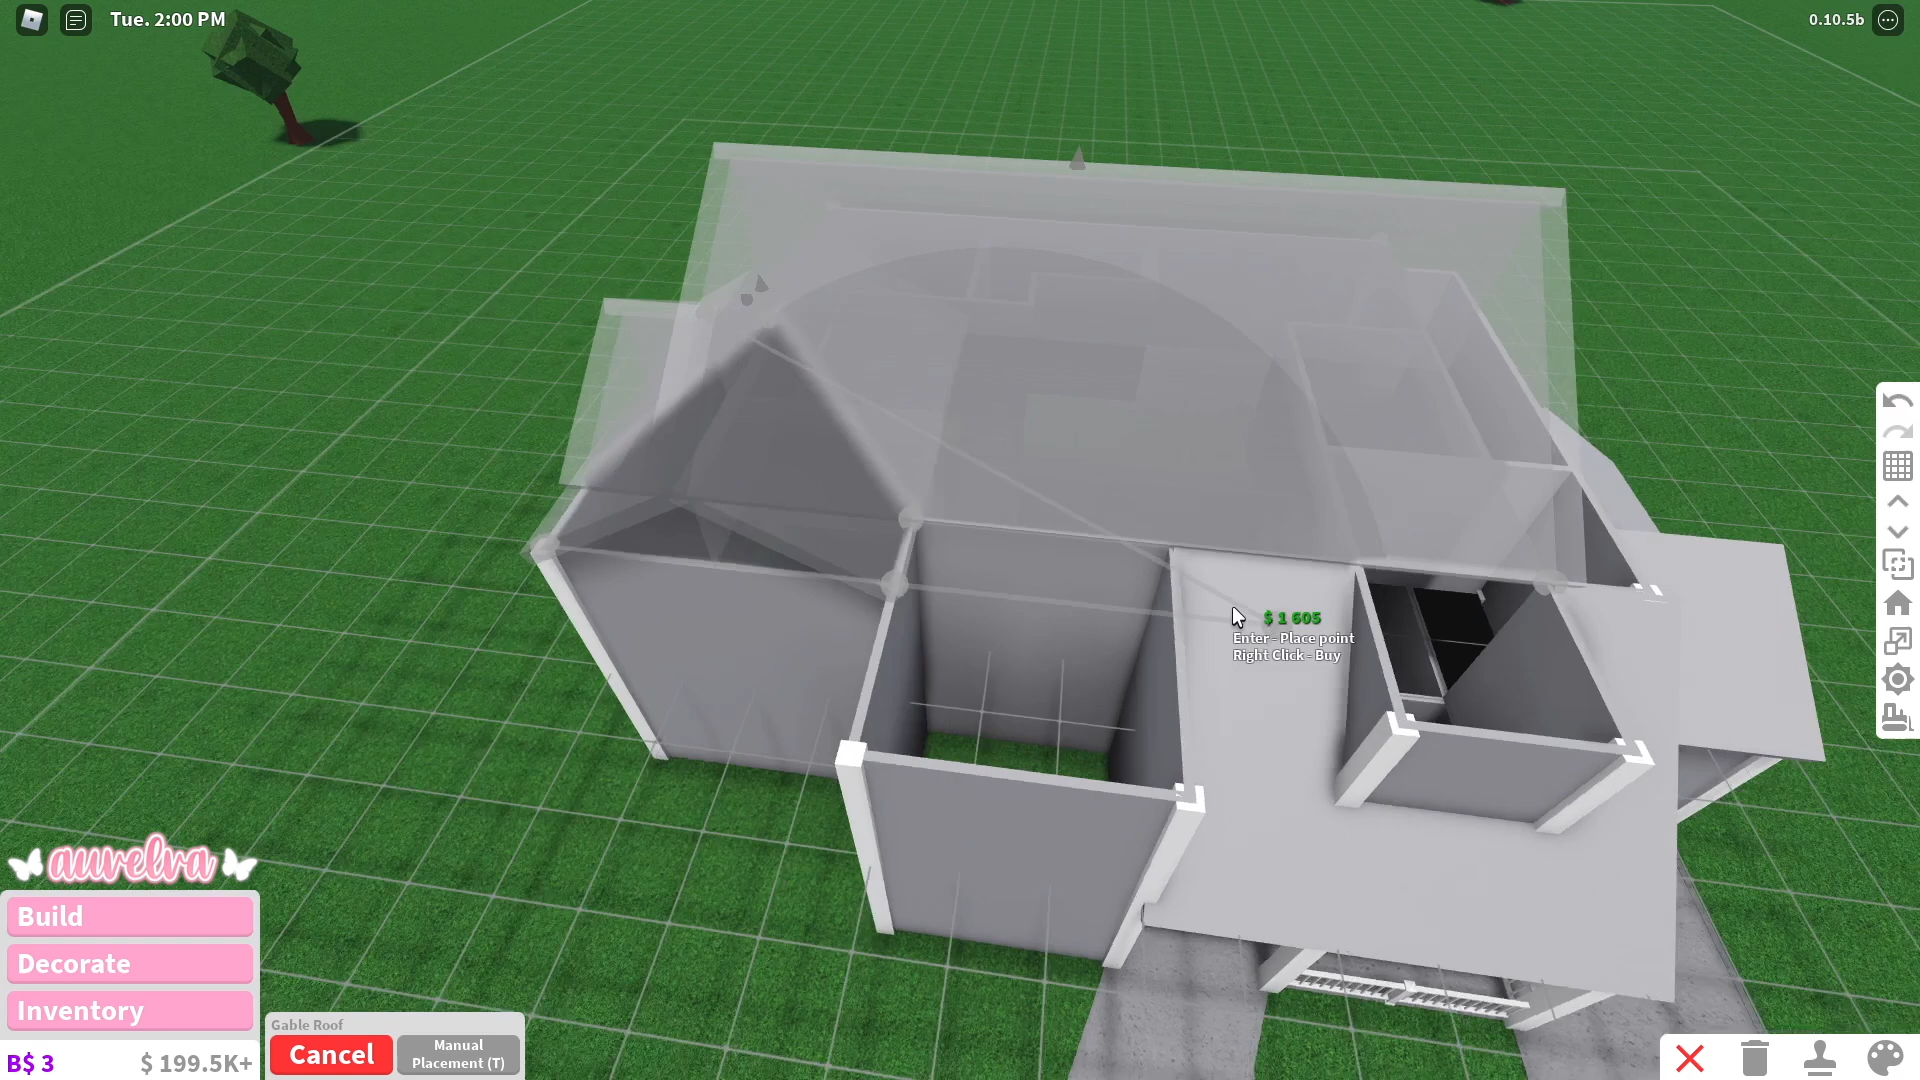 Tue. 2:00 PM
0.10.5b
$ 1 605
Enter - Place point
Right Click - Buy
aurelva
Build
Decorate
Inventory
B$ 3
$ 199.5K+
Gable Roof
Cancel
Manual
Placement (T)